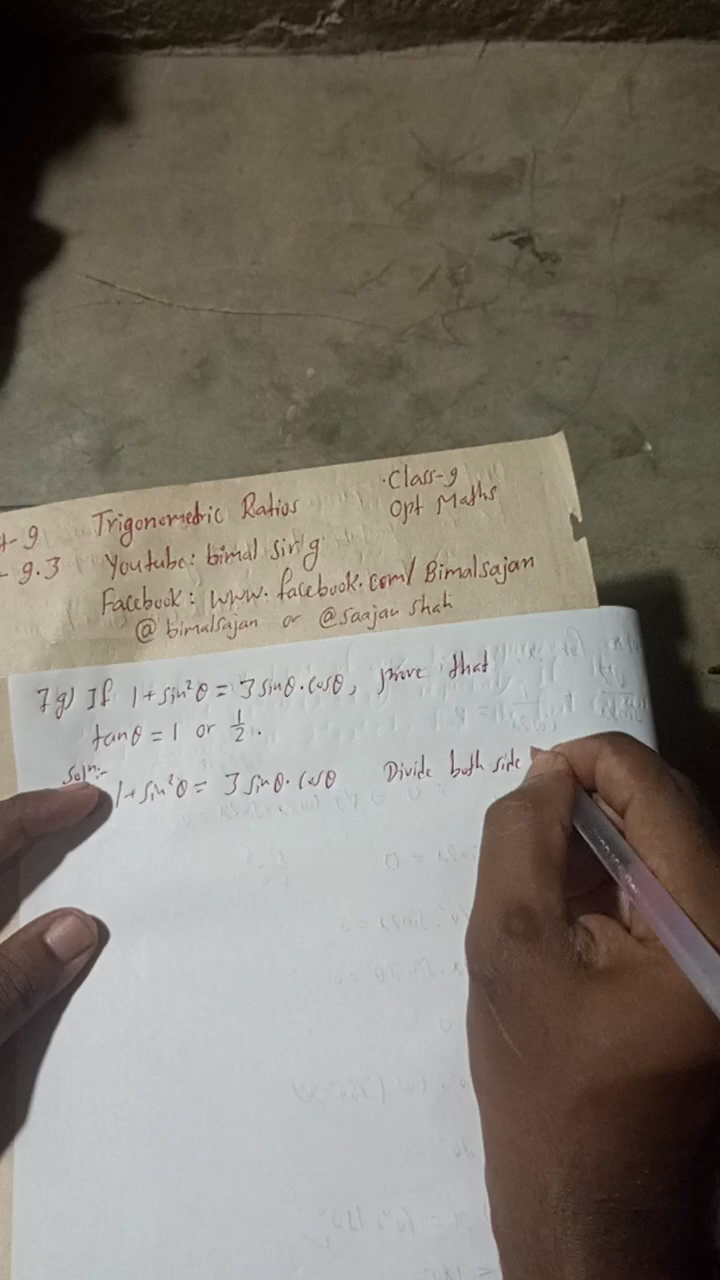 -9 Trigonometric Ratios Class-9
- 9.3 Youtube: bimal sir g Opt Maths
Facebook: www.facebook.com/Bimalsajan
@bimalsajan or @saajan shah
7 g) If 1+sin²θ = 3 sinθ.cosθ, prove that
tanθ = 1 or 1/2.
Soln:-
1+sin²θ = 3 sinθ.cosθ Divide both side